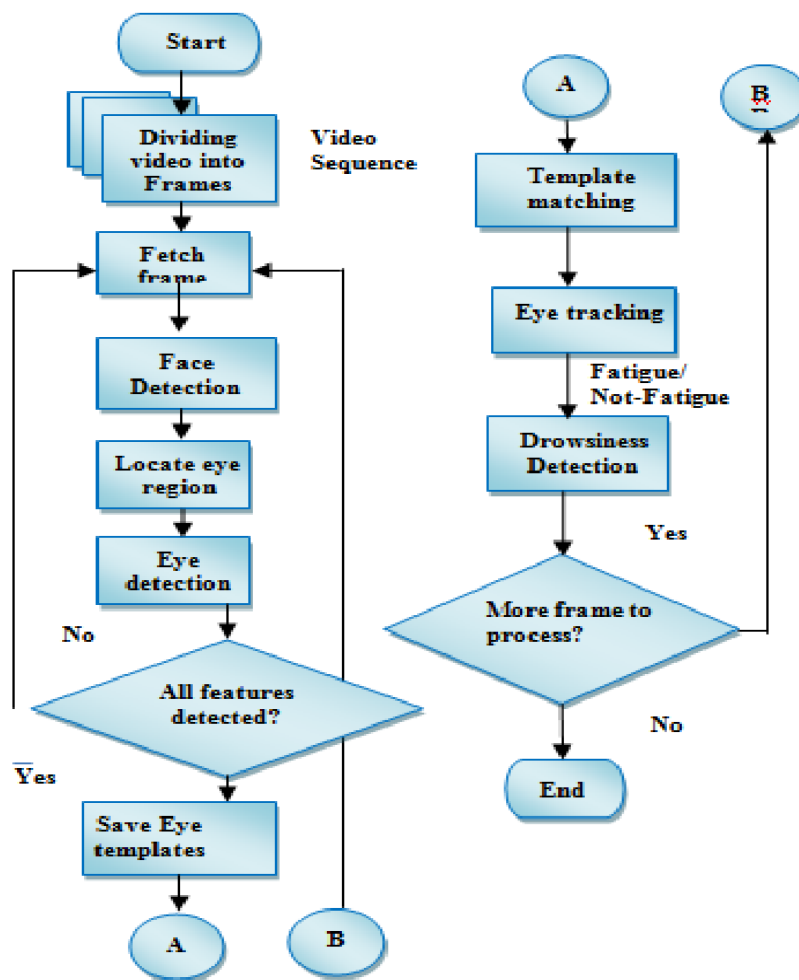 Start
Dividing
video into
Frames
Video
Sequence
Fetch
frame
Face
Detection
Locate eye
region
Eye
detection
No
All features
detected?
Yes
Save Eye
templates
A
B
A
B
Template
matching
Eye tracking
Fatigue/
Not-Fatigue
Drowsiness
Detection
Yes
More frame to
process?
No
End